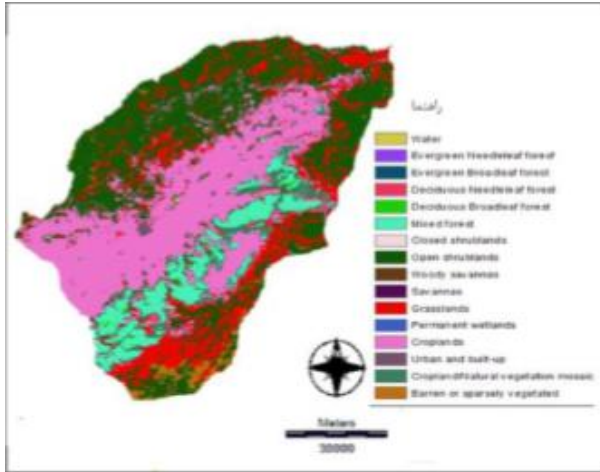 راهنما
Water
Evergreen Needleleaf forest
Evergreen Broadleaf forest
Deciduous Needleleaf forest
Deciduous Broadleaf forest
Mixed forest
Closed shrublands
Open shrublands
Woody savannas
Savannas
Grasslands
Permanent wetlands
Croplands
Urban and built-up
Cropland/Natural vegetation mosaic
Barren or sparsely vegetated
Meters
30000